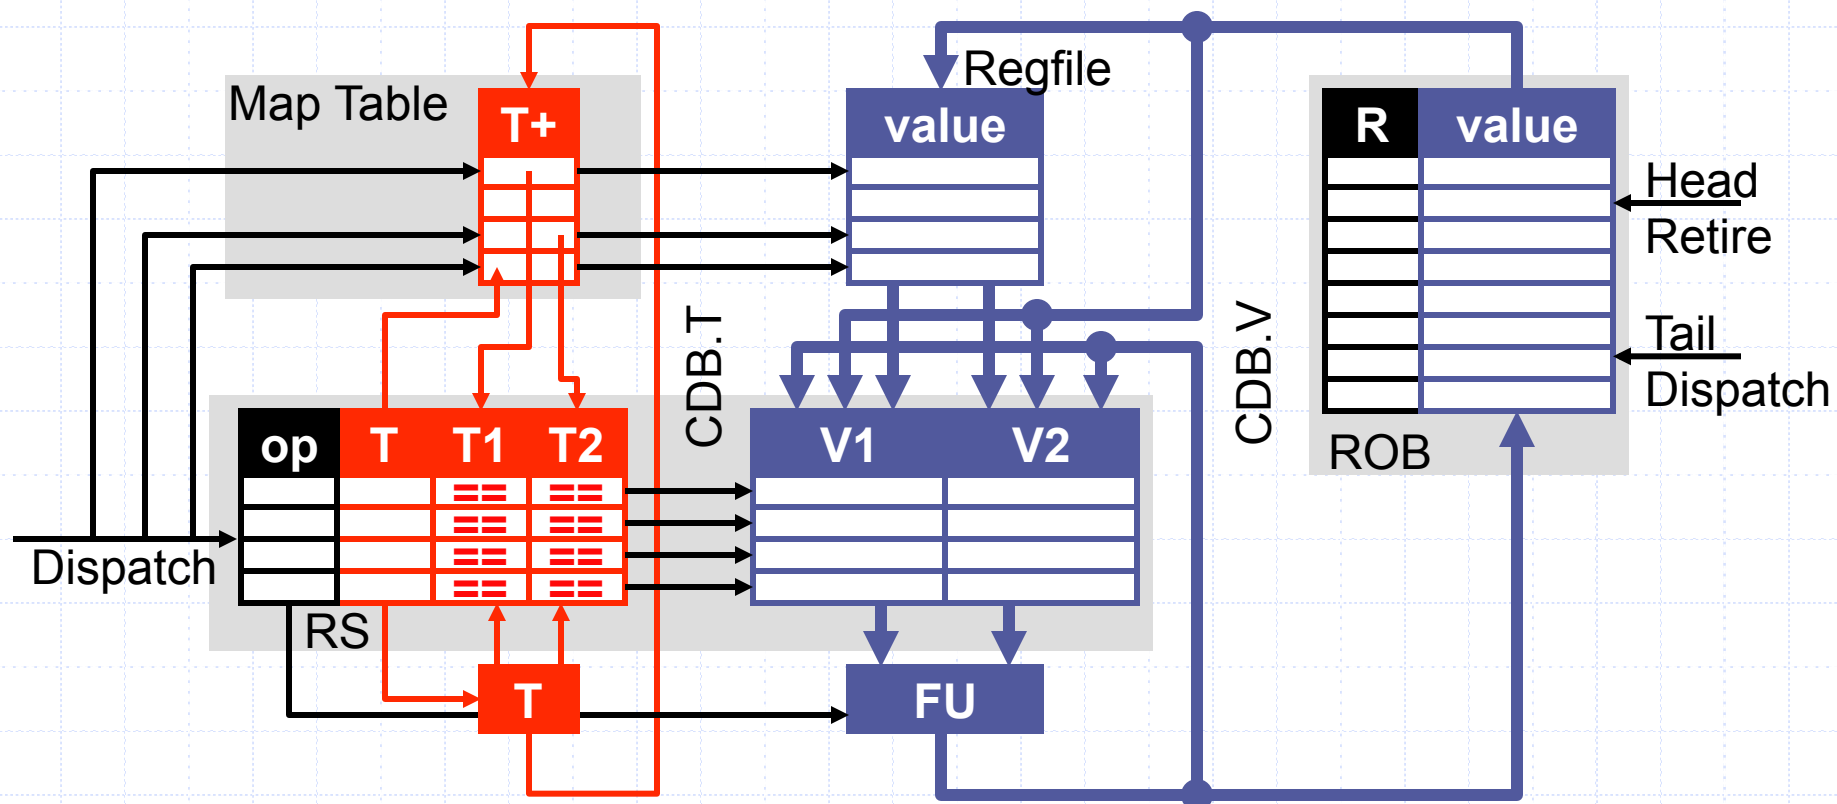 Map Table
T+
Regfile
value
R
value
Head
Retire
Tail
Dispatch
ROB
CDB.T
CDB.V
op
T
T1
T2
V1
V2
Dispatch
RS
T
FU